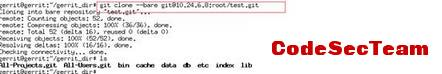 gerrit@gerrit:~/gerrit_dir# git clone --bare git@10.24.6.8:root/test.git
Cloning into bare repository "test.git"...
remote: Counting objects: 52, done.
remote: Compressing objects: 100% (36/36), done.
remote: Total 52 (delta 16), reused 0 (delta 0)
Receiving objects: 100% (52/52), done.
Resolving deltas: 100% (16/16), done.
Checking connectivity... done.
gerrit@gerrit:~/gerrit_dir# ls
All-Projects.git All-Users.git bin cache data db etc index lib
CodeSecTeam